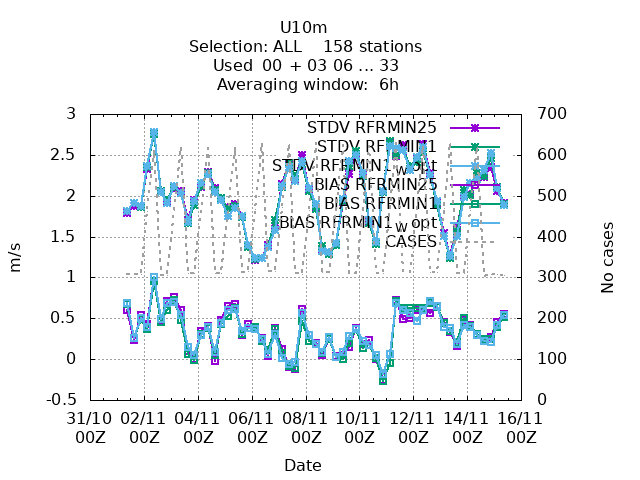 U10m
Selection: ALL 158 stations
Used 00 + 03 06 ... 33
Averaging window: 6h
3 700
STDV RFRMIN25
STDV RFRMIN1
2.5 600
STDV RFRMIN1_w opt
BIAS RFRMIN25
2 500
BIAS RFRMIN1
BIAS RFRMIN1_w opt
1.5 400
CASES
1 300
0.5 200
0 100
-0.5 0
m/s
No cases
31/10 02/11 04/11 06/11 08/11 10/11 12/11 14/11 16/11
00Z 00Z 00Z 00Z 00Z 00Z 00Z 00Z 00Z
Date